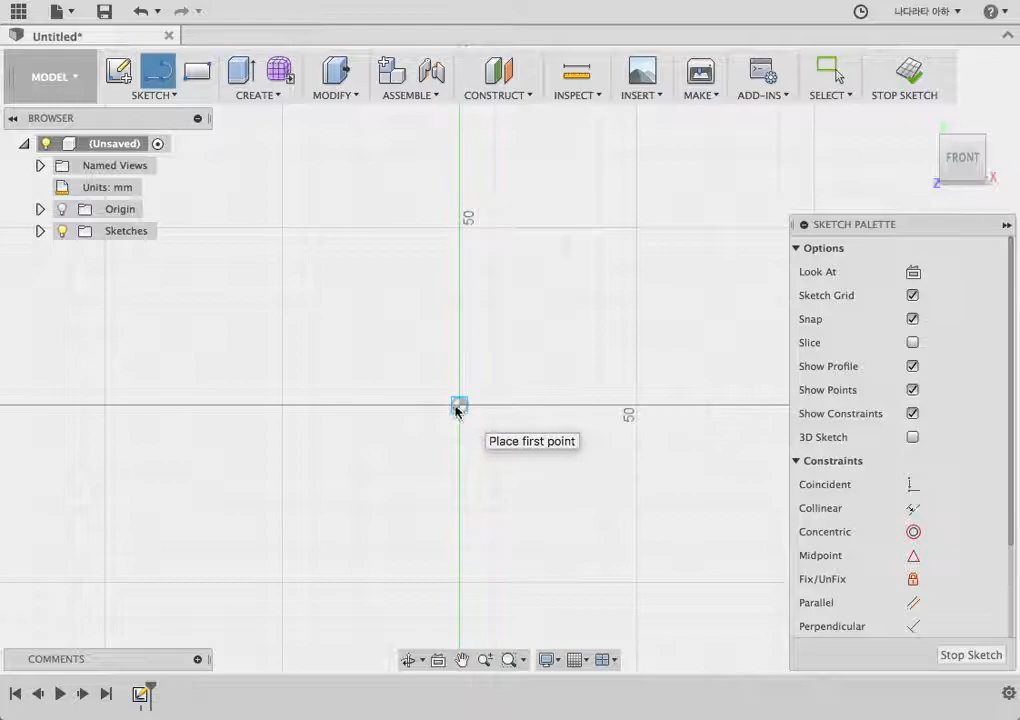 나다라타 아하
Untitled*
MODEL
SKETCH
CREATE
MODIFY
ASSEMBLE
CONSTRUCT
INSPECT
INSERT
MAKE
ADD-INS
SELECT
STOP SKETCH
BROWSER
(Unsaved)
Named Views
Units: mm
Origin
Sketches
FRONT
X
Z
50
50
Place first point
SKETCH PALETTE
Options
Look At
Sketch Grid
Snap
Slice
Show Profile
Show Points
Show Constraints
3D Sketch
Constraints
Coincident
Collinear
Concentric
Midpoint
Fix/UnFix
Parallel
Perpendicular
Stop Sketch
COMMENTS